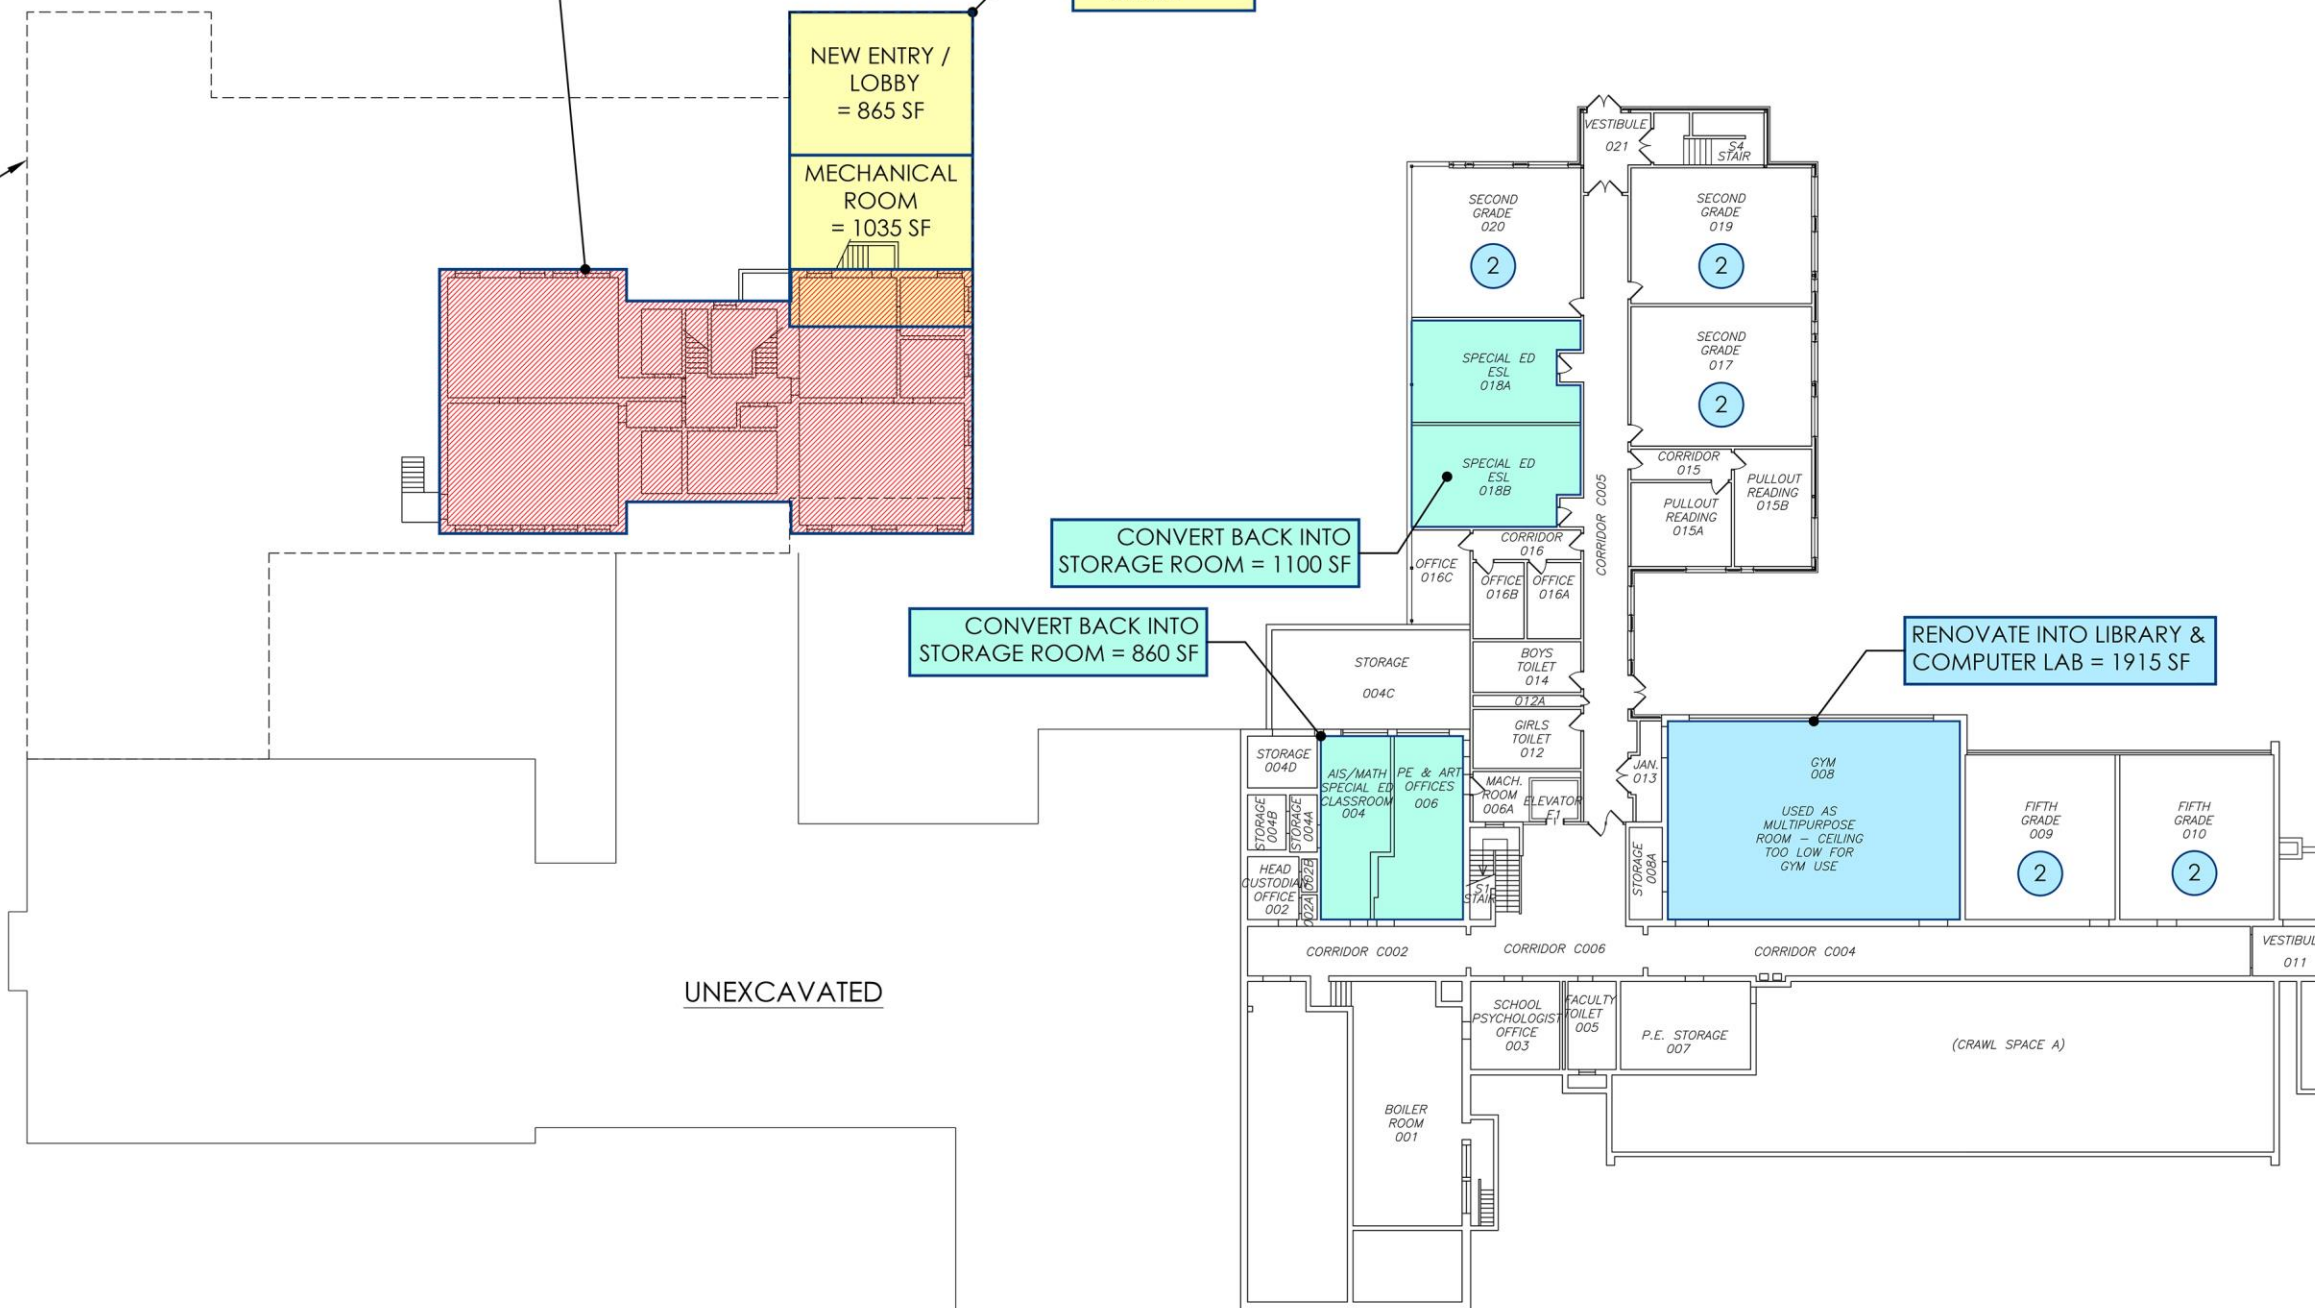 NEW ENTRY /
LOBBY
= 865 SF
MECHANICAL
ROOM
= 1035 SF
VESTIBULE
021
S4
STAIR
SECOND
GRADE
020
2
SECOND
GRADE
019
2
SPECIAL ED
ESL
018A
SECOND
GRADE
017
2
SPECIAL ED
ESL
018B
CORRIDOR C005
CORRIDOR
015
PULLOUT
READING
015A
PULLOUT
READING
015B
CONVERT BACK INTO
STORAGE ROOM = 1100 SF
CORRIDOR
016
OFFICE
016C
OFFICE
016B
OFFICE
016A
CONVERT BACK INTO
STORAGE ROOM = 860 SF
STORAGE
004C
BOYS
TOILET
014
012A
GIRLS
TOILET
012
RENOVATE INTO LIBRARY &
COMPUTER LAB = 1915 SF
STORAGE
004D
AIS/MATH
SPECIAL ED
CLASSROOM
004
PE & ART
OFFICES
006
MACH.
ROOM
006A
ELEVATOR
E1
JAN.
013
GYM
008
USED AS
MULTIPURPOSE
ROOM – CEILING
TOO LOW FOR
GYM USE
STORAGE
004B
STORAGE
004A
HEAD
CUSTODIAN
OFFICE
002
002B
002A
S1
STAIR
STORAGE
008A
FIFTH
GRADE
009
2
FIFTH
GRADE
010
2
CORRIDOR C002
CORRIDOR C006
CORRIDOR C004
011
UNEXCAVATED
SCHOOL
PSYCHOLOGIST
OFFICE
003
FACULTY
TOILET
005
P.E. STORAGE
007
(CRAWL SPACE A)
BOILER
ROOM
001